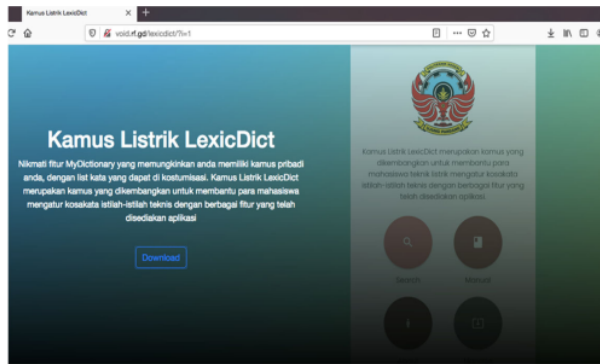 Kamus Listrik LexicDict
void.rf.gd/lexicdict/?i=1
Kamus Listrik LexicDict
Nikmati fitur MyDictionary yang memungkinkan anda memiliki kamus pribadi
anda, dengan list kata yang dapat di kostumisasi. Kamus Listrik LexicDict
merupakan kamus yang dikembangkan untuk membantu para mahasiswa
mengatur kosakata istilah-istilah teknis dengan berbagai fitur yang telah
disediakan aplikasi
Download
Kamus Listrik LexicDict merupakan kamus yang
dikembangkan untuk membantu para
mahasiswa teknik listrik mengatur kosakata
istilah-istilah teknis dengan berbagai fitur yang
telah disediakan aplikasi.
Search
Manual